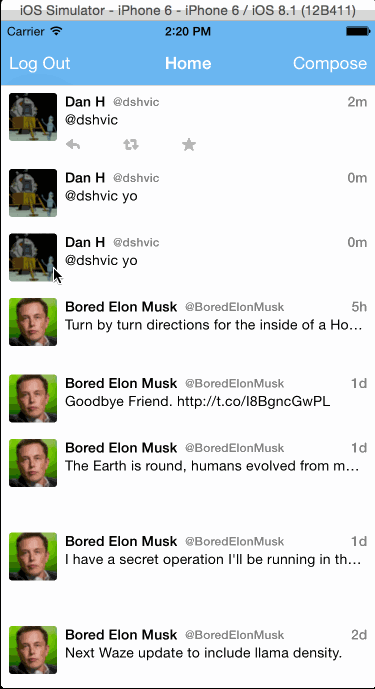 iOS Simulator - iPhone 6 - iPhone 6 / iOS 8.1 (12B411)
Carrier 2:20 PM
Log Out Home Compose
Dan H @dshvic 2m
@dshvic
Dan H @dshvic 0m
@dshvic yo
Dan H @dshvic 0m
@dshvic yo
Bored Elon Musk @BoredElonMusk 5h
Turn by turn directions for the inside of a Ho...
Bored Elon Musk @BoredElonMusk 1d
Goodbye Friend. http://t.co/I8BgncGwPL
Bored Elon Musk @BoredElonMusk 1d
The Earth is round, humans evolved from m...
Bored Elon Musk @BoredElonMusk 1d
I have a secret operation I'll be running in th...
Bored Elon Musk @BoredElonMusk 2d
Next Waze update to include llama density.